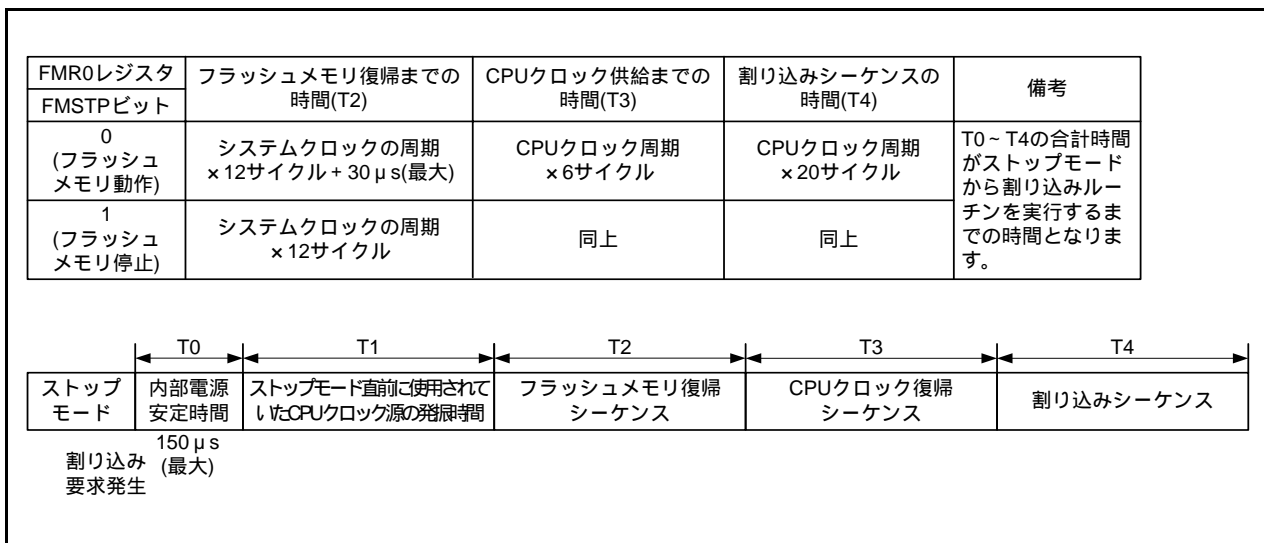 FMR0レジスタ
FMSTPビット
フラッシュメモリ復帰までの
時間(T2)
CPUクロック供給までの
時間(T3)
割り込みシーケンスの
時間(T4)
備考
0
(フラッシュ
メモリ動作)
システムクロックの周期
×12サイクル + 30μs(最大)
CPUクロック周期
×6サイクル
CPUクロック周期
×20サイクル
T0~T4の合計時間
がストップモード
から割り込みルー
チンを実行するま
での時間となりま
す。
1
(フラッシュ
メモリ停止)
システムクロックの周期
×12サイクル
同上
同上
T0
T1
T2
T3
T4
ストップ
モード
内部電源
安定時間
ストップモード直前に使用されて
いたCPUクロック源の発振時間
フラッシュメモリ復帰
シーケンス
CPUクロック復帰
シーケンス
割り込みシーケンス
150μs
(最大)
割り込み
要求発生